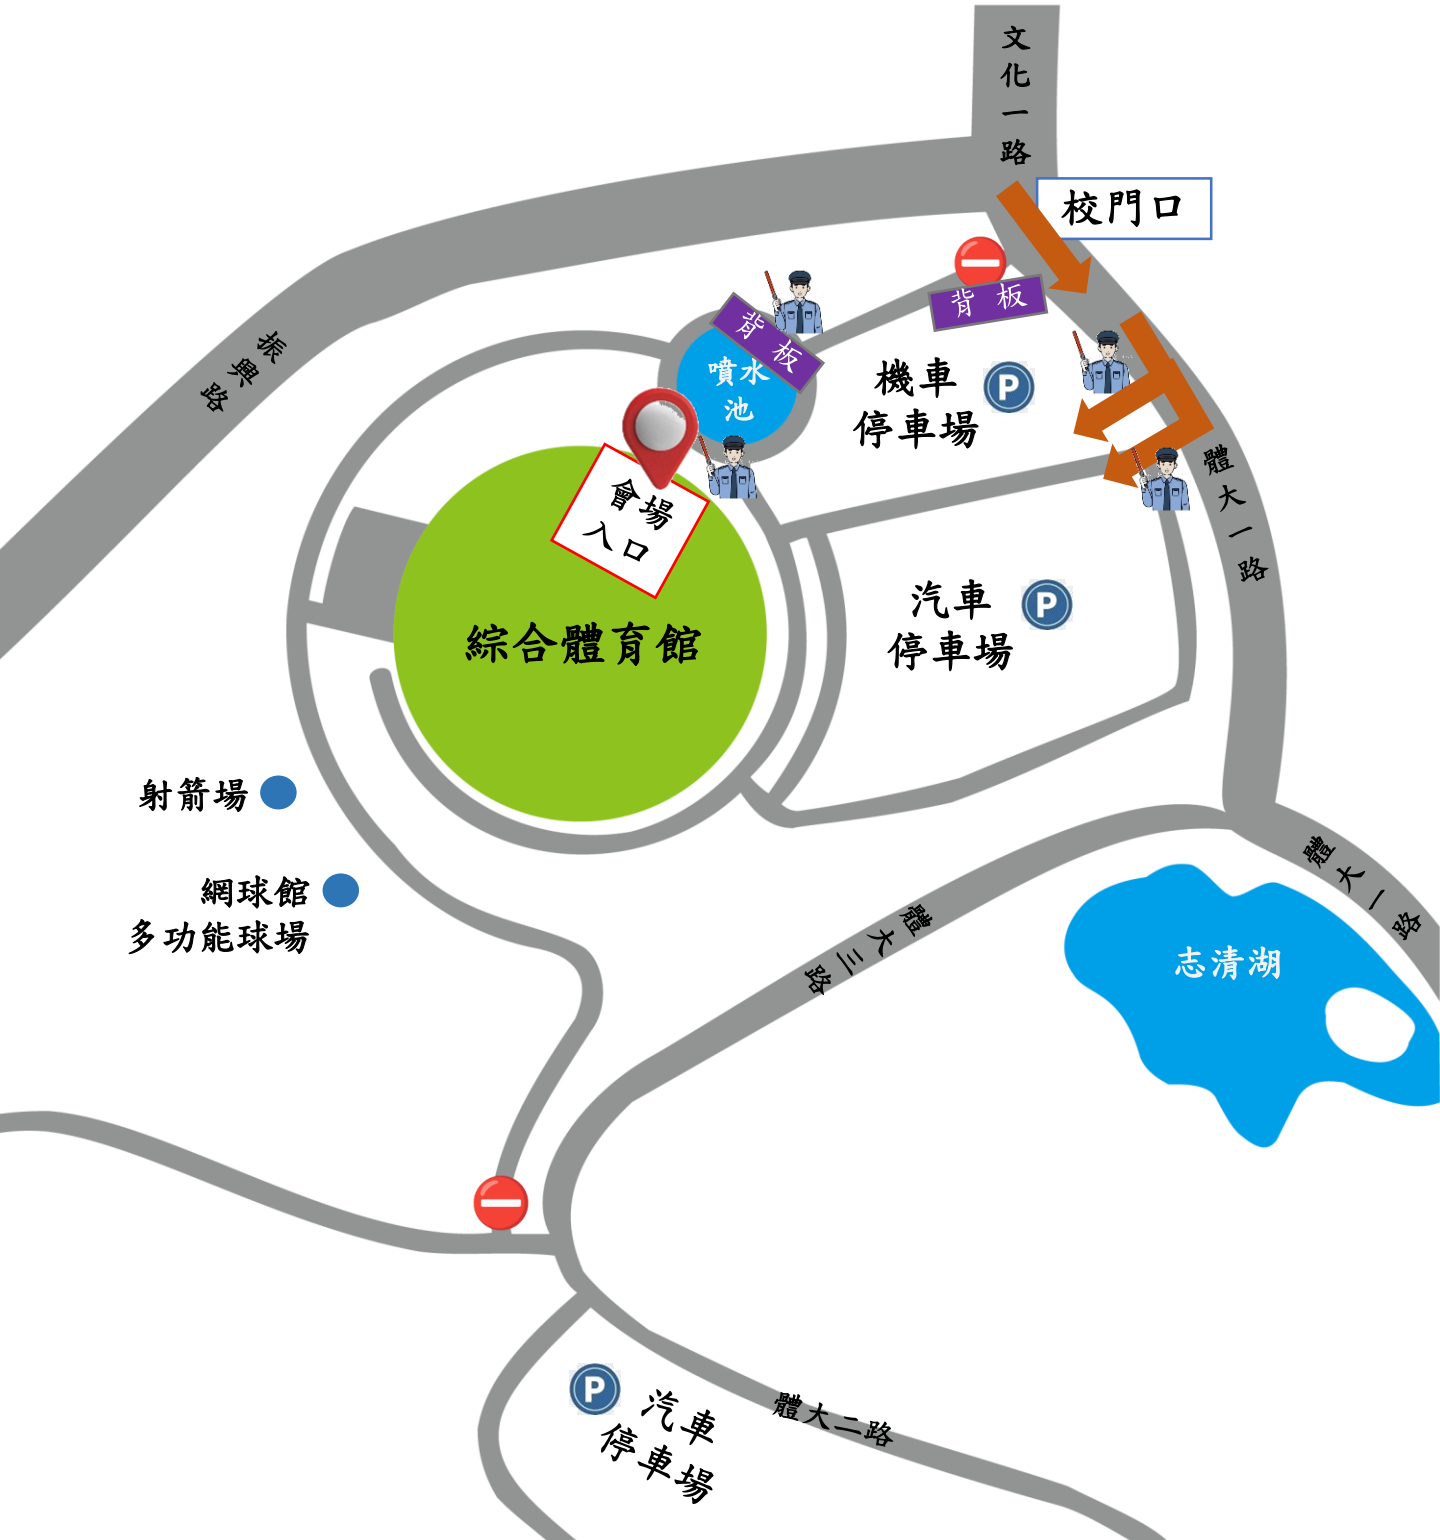 文化一路
校門口
背板
振興路
背板
噴水
池
機車
停車場
P
體大一路
會場
入口
綜合體育館
汽車
停車場
P
射箭場
網球館
多功能球場
體大一路
體大三路
志清湖
P
汽車
停車場
體大二路